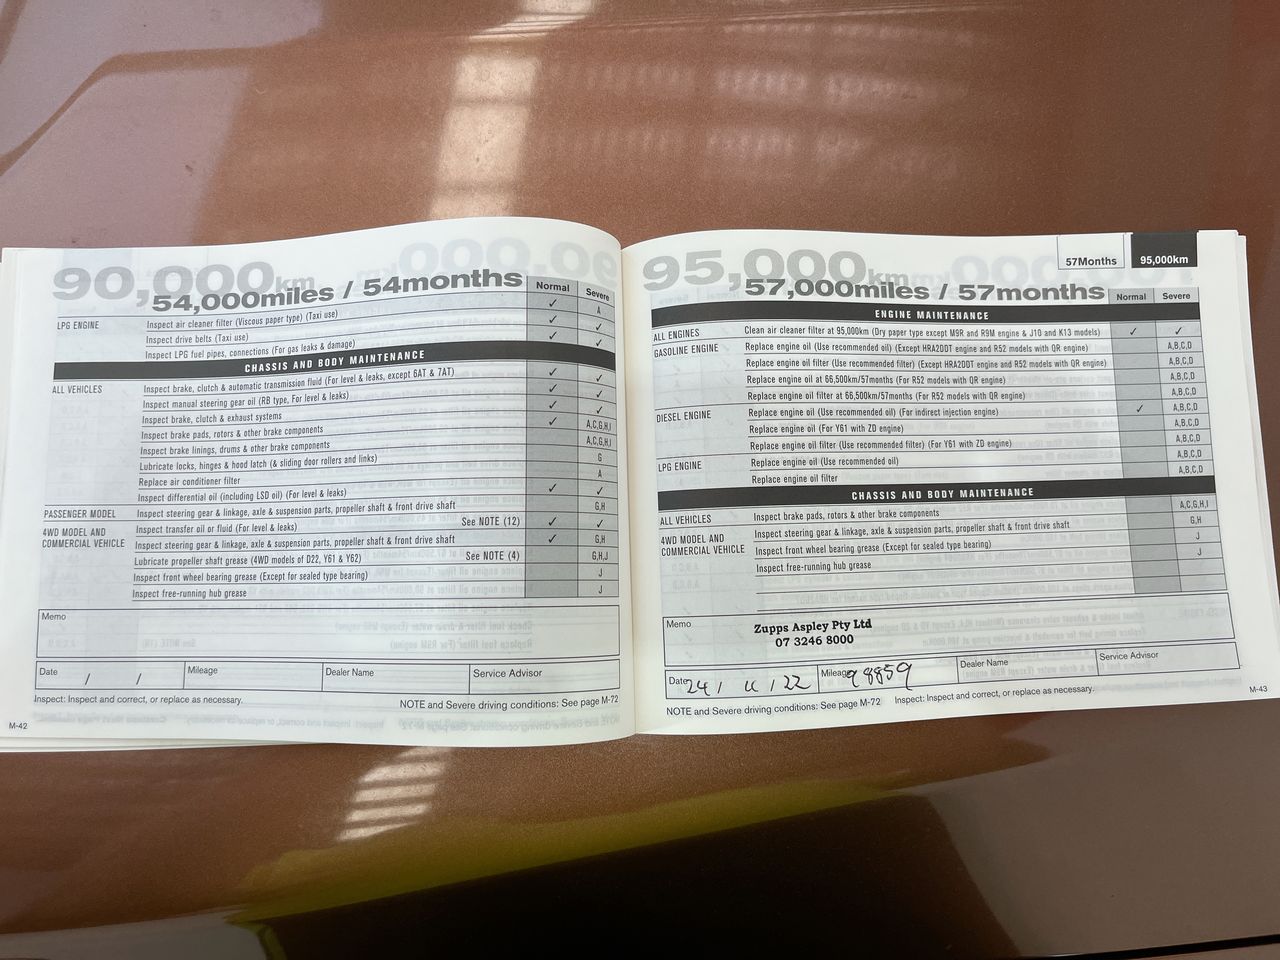 90,000km
54,000miles / 54months
Normal Severe
LPG ENGINE Inspect air cleaner filter (Viscous paper type) (Taxi use) ✓ A
Inspect drive belts (Taxi use) ✓ ✓
Inspect LPG fuel pipes, connections (For gas leaks & damage) ✓ ✓
CHASSIS AND BODY MAINTENANCE
ALL VEHICLES Inspect brake, clutch & automatic transmission fluid (For level & leaks, except 6AT & 7AT) ✓ ✓
Inspect manual steering gear oil (RB type, For level & leaks) ✓ ✓
Inspect brake, clutch & exhaust systems ✓ ✓
Inspect brake pads, rotors & other brake components ✓ A,C,G,H,I
Inspect brake linings, drums & other brake components A,C,G,H,I
Lubricate locks, hinges & hood latch (& sliding door rollers and links) G
Replace air conditioner filter A
Inspect differential oil (including LSD oil) (For level & leaks) ✓ ✓
PASSENGER MODEL Inspect steering gear & linkage, axle & suspension parts, propeller shaft & front drive shaft G,H
4WD MODEL AND COMMERCIAL VEHICLE Inspect transfer oil or fluid (For level & leaks) See NOTE (12) ✓ ✓
Inspect steering gear & linkage, axle & suspension parts, propeller shaft & front drive shaft ✓ G,H
Lubricate propeller shaft grease (4WD models of D22, Y61 & Y62) See NOTE (4) G,H,J
Inspect front wheel bearing grease (Except for sealed type bearing) J
Inspect free-running hub grease J
Memo
Date / / Mileage Dealer Name Service Advisor
Inspect: Inspect and correct, or replace as necessary. NOTE and Severe driving conditions: See page M-72
M-42
57Months 95,000km
95,000km
57,000miles / 57months
Normal Severe
ENGINE MAINTENANCE
ALL ENGINES Clean air cleaner filter at 95,000km (Dry paper type except M9R and R9M engine & J10 and K13 models) ✓ ✓
GASOLINE ENGINE Replace engine oil (Use recommended oil) (Except HRA2DDT engine and R52 models with QR engine) A,B,C,D
Replace engine oil filter (Use recommended filter) (Except HRA2DDT engine and R52 models with QR engine) A,B,C,D
Replace engine oil at 66,500km/57months (For R52 models with QR engine) A,B,C,D
Replace engine oil filter at 66,500km/57months (For R52 models with QR engine) A,B,C,D
DIESEL ENGINE Replace engine oil (Use recommended oil) (For indirect injection engine) ✓ A,B,C,D
Replace engine oil (For Y61 with ZD engine) A,B,C,D
Replace engine oil filter (Use recommended filter) (For Y61 with ZD engine) A,B,C,D
LPG ENGINE Replace engine oil (Use recommended oil) A,B,C,D
Replace engine oil filter A,B,C,D
CHASSIS AND BODY MAINTENANCE
ALL VEHICLES Inspect brake pads, rotors & other brake components A,C,G,H,I
4WD MODEL AND COMMERCIAL VEHICLE Inspect steering gear & linkage, axle & suspension parts, propeller shaft & front drive shaft G,H
Inspect front wheel bearing grease (Except for sealed type bearing) J
Inspect free-running hub grease J
Memo
Zupps Aspley Pty Ltd
07 3246 8000
Date 24 / / 22 Mileage 98859 Dealer Name Service Advisor
NOTE and Severe driving conditions: See page M-72 Inspect: Inspect and correct, or replace as necessary.
M-43